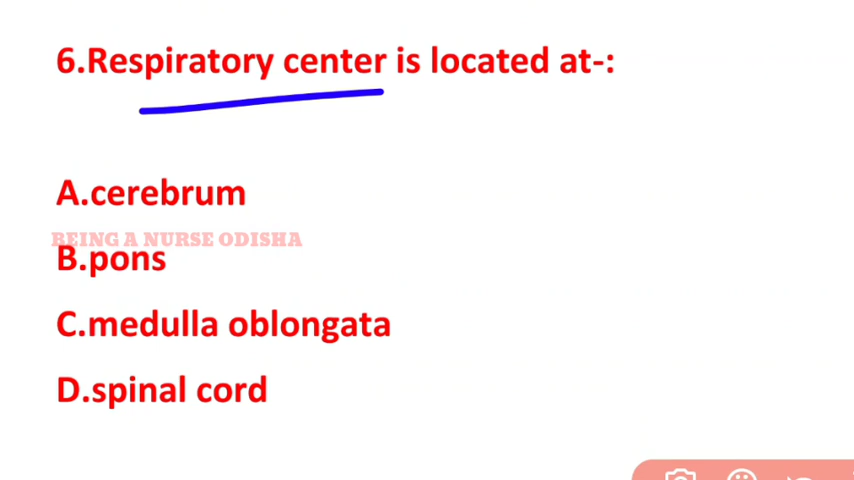 6.Respiratory center is located at-:
A.cerebrum
BEING A NURSE ODISHA
B.pons
C.medulla oblongata
D.spinal cord